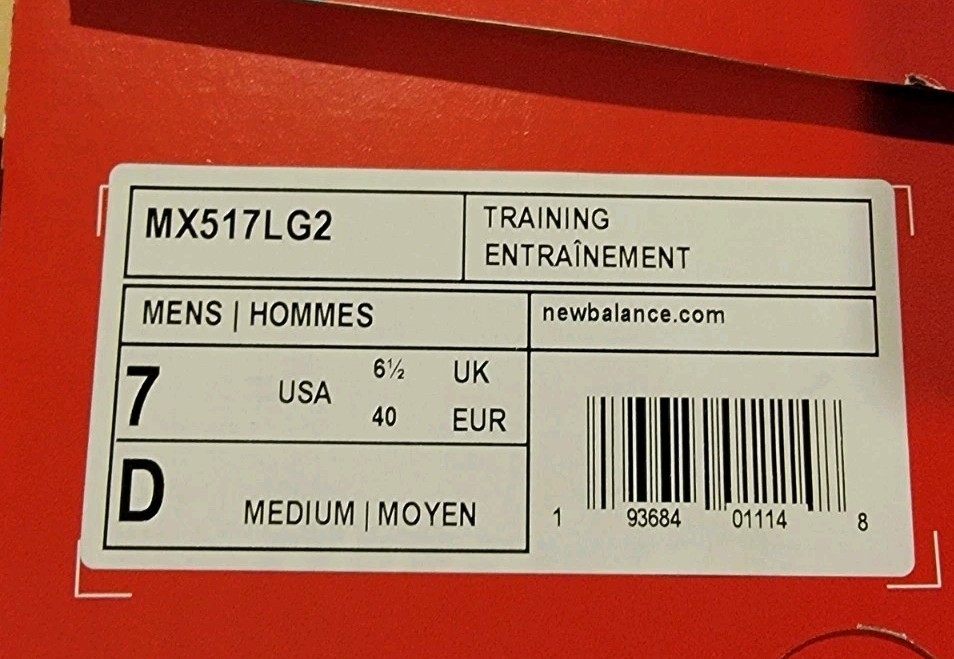 MX517LG2
TRAINING
ENTRAÎNEMENT
MENS | HOMMES
newbalance.com
7 USA 6½ UK
40 EUR
D MEDIUM | MOYEN
1 93684 01114 8